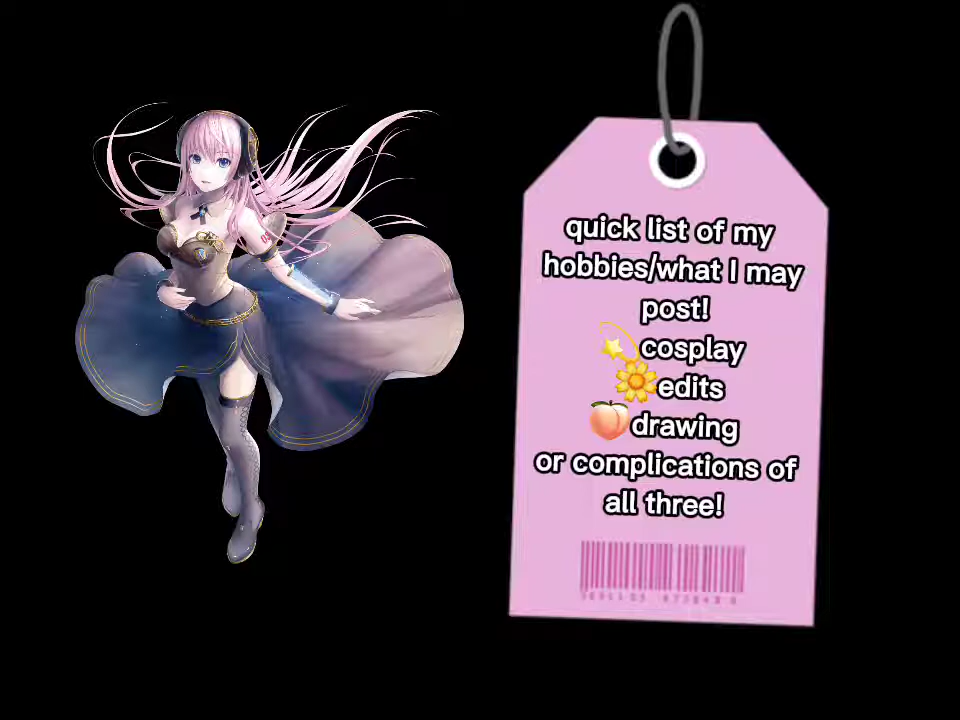 quick list of my
hobbies/what I may
post!
💫cosplay
🌼edits
🍑drawing
or complications of
all three!